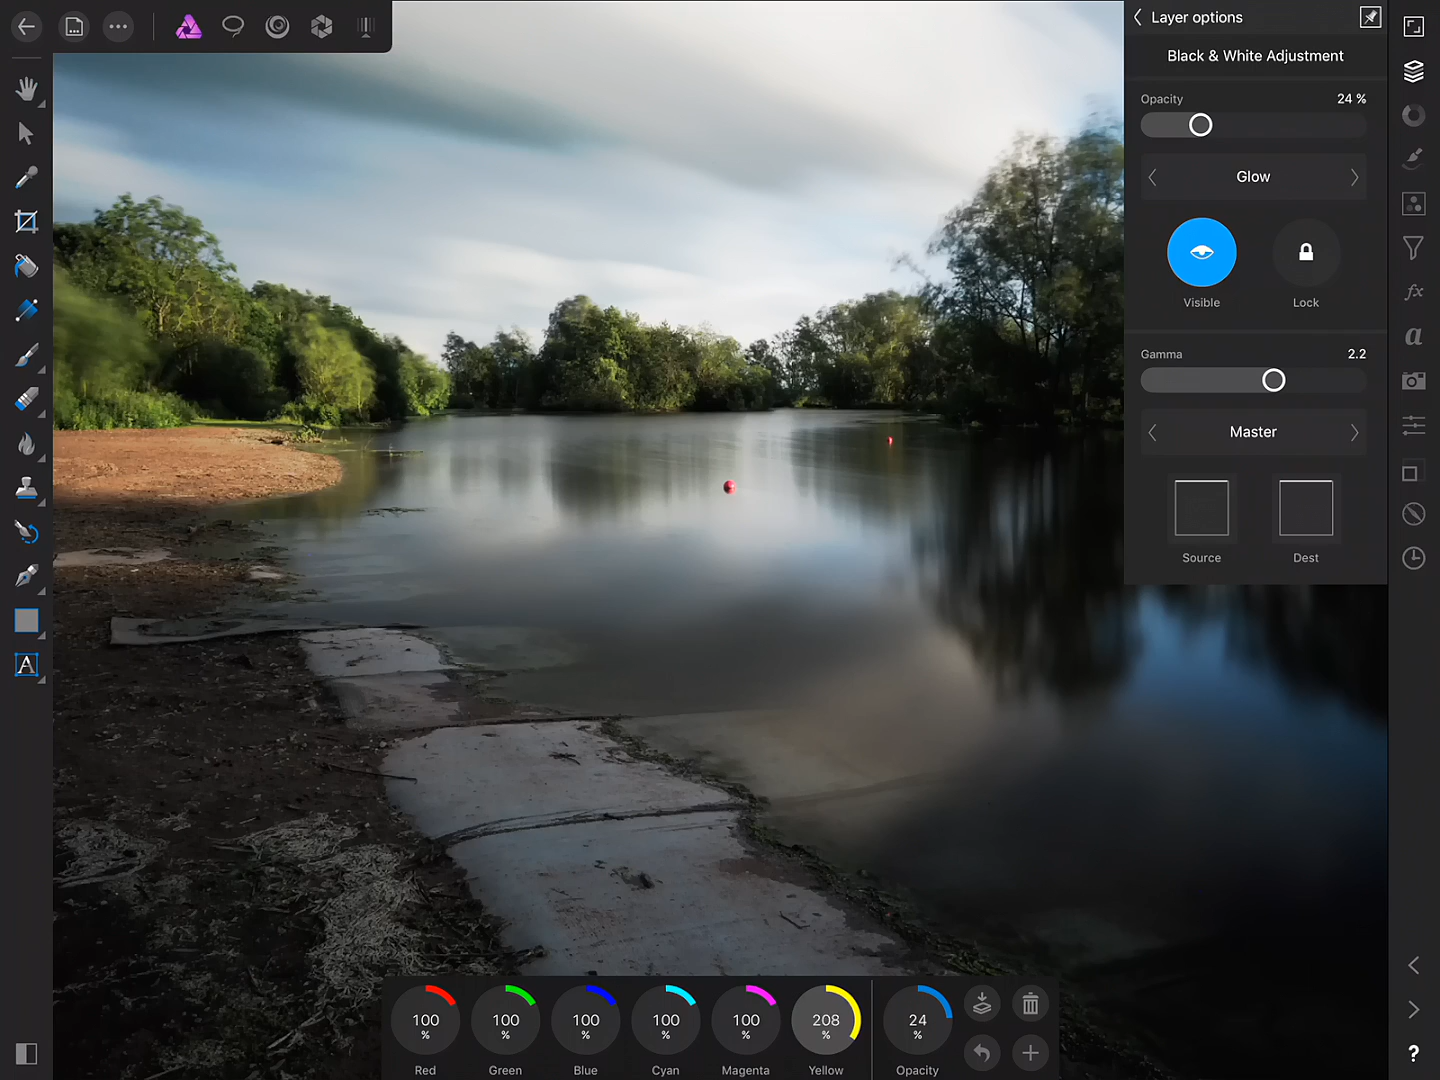 Layer options
Black & White Adjustment
Opacity 24 %
Glow
Visible Lock
Gamma 2.2
Master
Source Dest
fx
a
A
100 % 100 % 100 % 100 % 100 % 208 % 24 %
Red Green Blue Cyan Magenta Yellow Opacity
?